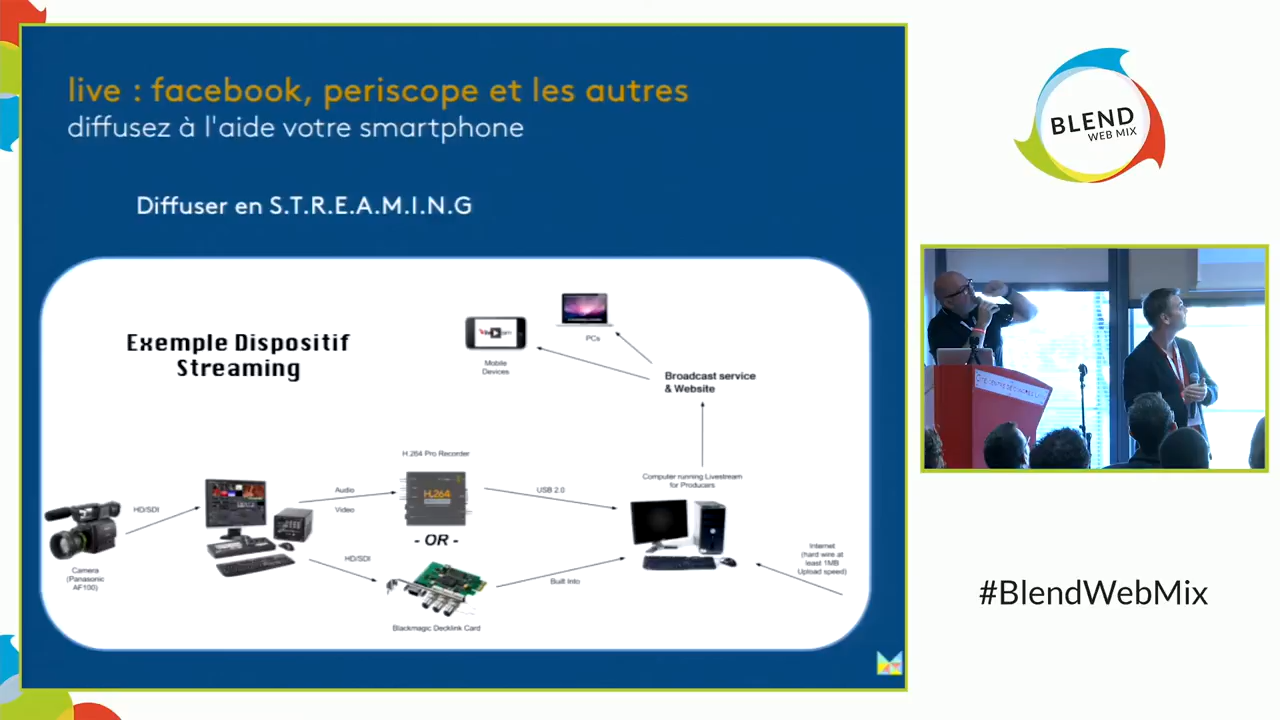 live : facebook, periscope et les autres
diffusez à l'aide votre smartphone
Diffuser en S.T.R.E.A.M.I.N.G
Exemple Dispositif
Streaming
Mobile
Devices
PCs
Broadcast service
& Website
H.264 Pro Recorder
H.264
Computer running Livestream
for Producers
HD/SDI
Audio
Video
USB 2.0
- OR -
HD/SDI
Built Into
Internet
(hard wire at
least 1MB
Upload speed)
Camera
(Panasonic
AF100)
Blackmagic Decklink Card
BLEND
WEB MIX
#BlendWebMix